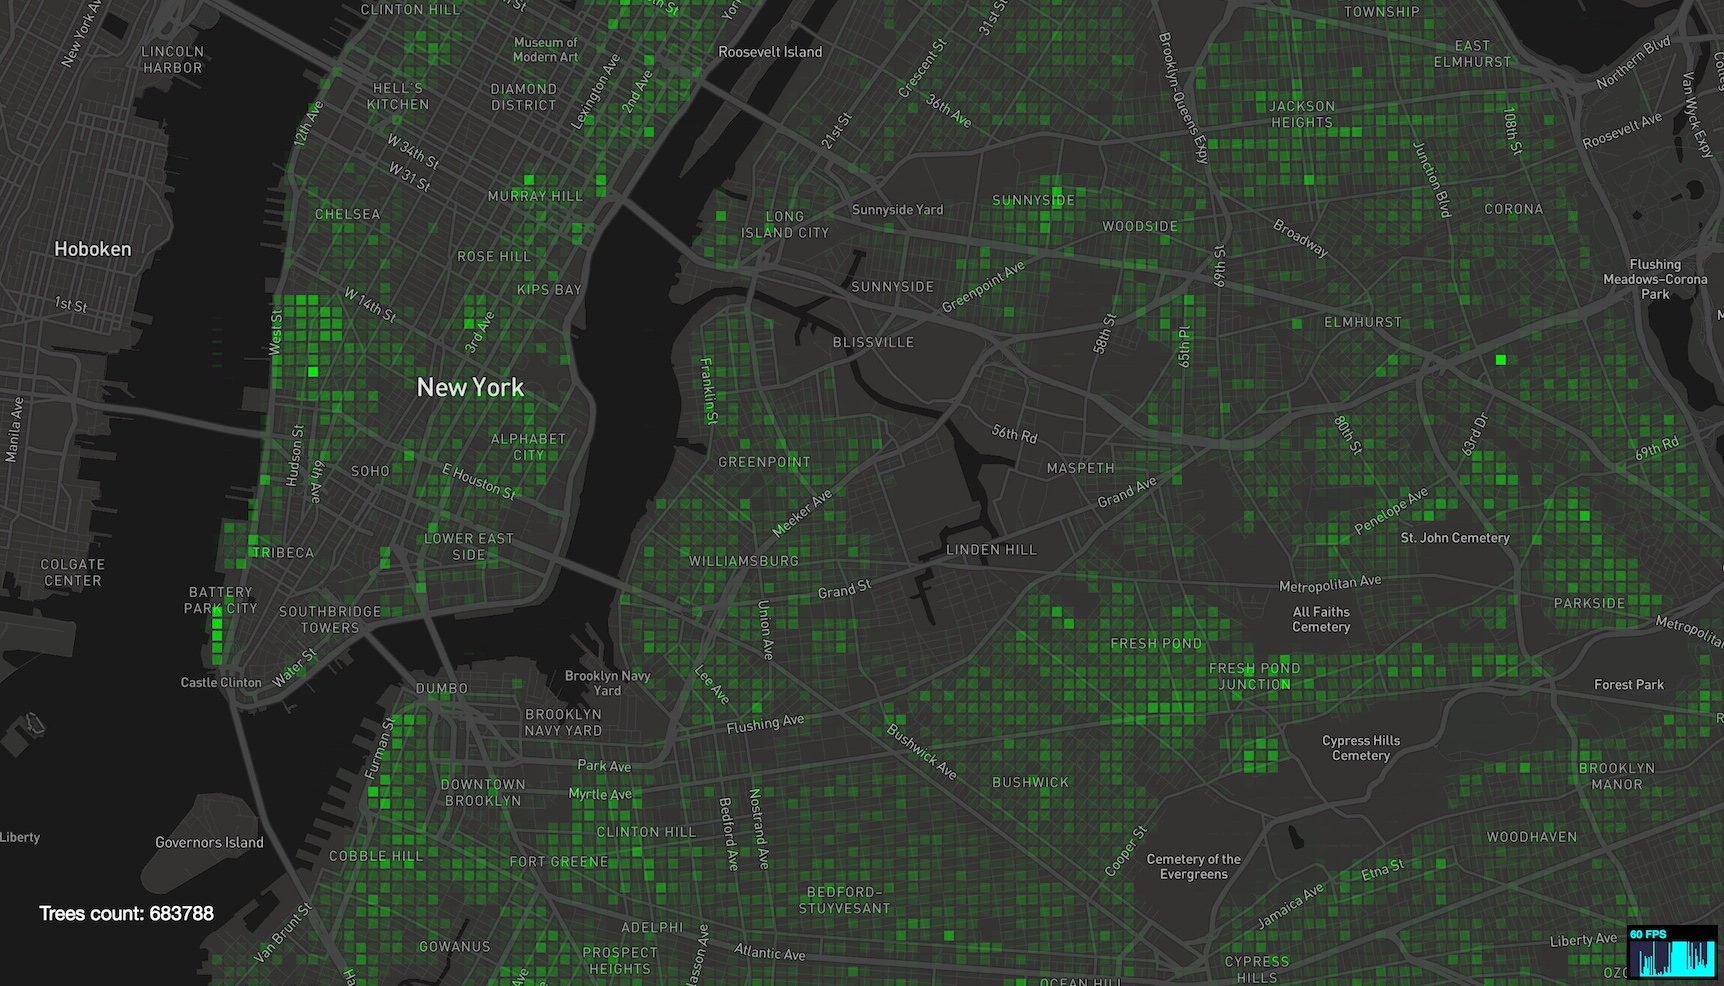 CLINTON HILL
TOWNSHIP
31st St
New York Av
Museum of
Modern Art
Roosevelt Island
LINCOLN
HARBOR
EAST
ELMHURST
Northern Blvd
Crescent St
Brooklyn-Queens Expy
HELL'S
KITCHEN
DIAMOND
DISTRICT
Lexington Ave
2nd Ave
36th Ave
JACKSON
HEIGHTS
108th St
Van Wyck Expy
Roosevelt Ave
12th Ave
21st St
W 34th St
W 31 St
Junction Blvd
MURRAY HILL
SUNNYSIDE
CHELSEA
LONG
ISLAND CITY
Sunnyside Yard
CORONA
WOODSIDE
Hoboken
Broadway
ROSE HILL
69th St
KIPS BAY
SUNNYSIDE
Greenpoint Ave
Flushing
Meadows–Corona
Park
1st St
W 14th St
West St
3rd Ave
58th St
65th Pl
ELMHURST
BLISSVILLE
New York
Franklin St
Manila Ave
Hudson St
ALPHABET
CITY
56th Rd
80th St
63rd Dr
69th Rd
SOHO
6th Ave
E Houston St
GREENPOINT
MASPETH
Grand Ave
Meeker Ave
Penelope Ave
St. John Cemetery
TRIBECA
LOWER EAST
SIDE
LINDEN HILL
COLGATE
CENTER
WILLIAMSBURG
Grand St
Metropolitan Ave
BATTERY
PARK CITY
SOUTHBRIDGE
TOWERS
Union Ave
All Faiths
Cemetery
PARKSIDE
Metropolitan
FRESH POND
Water St
Castle Clinton
DUMBO
Brooklyn Navy
Yard
Lee Ave
FRESH POND
JUNCTION
Forest Park
BROOKLYN
NAVY YARD
Flushing Ave
Furman St
Bushwick Ave
Cypress Hills
Cemetery
Park Ave
DOWNTOWN
BROOKLYN
Myrtle Ave
BUSHWICK
BROOKLYN
MANOR
Bedford Ave
Nostrand Ave
Liberty
Governors Island
CLINTON HILL
WOODHAVEN
COBBLE HILL
FORT GREENE
Cooper St
Cemetery of the
Evergreens
Etna St
BEDFORD-
STUYVESANT
Jamaica Ave
Trees count: 683788
Van Brunt St
ADELPHI
GOWANUS
PROSPECT
HEIGHTS
Atlantic Ave
60 FPS
Liberty Ave
CYPRESS
HILLS
OCEAN HILL